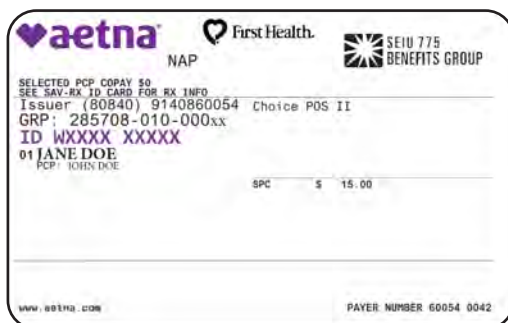 aetna
First Health.
SEIU 775
BENEFITS GROUP
NAP
SELECTED PCP COPAY $0
SEE SAV-RX ID CARD FOR RX INFO
Issuer (80840) 9140860054 Choice POS II
GRP: 285708-010-000xx
ID WXXXX XXXXX
01 JANE DOE
PCP: JOHN DOE
SPC $ 15.00
www.aetna.com PAYER NUMBER 60054 0042